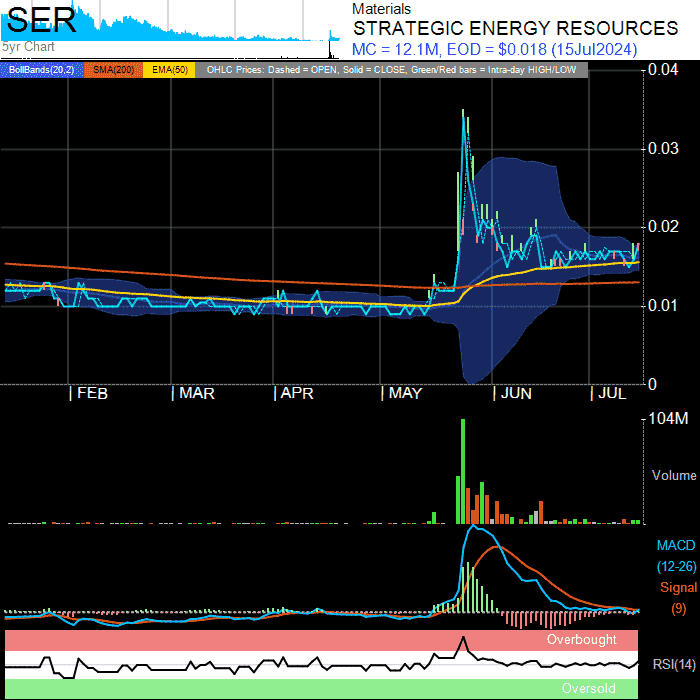 SER
5yr Chart
Materials
STRATEGIC ENERGY RESOURCES
MC = 12.1M, EOD = $0.018 (15Jul2024)
BollBands(20,2) SMA(200) EMA(50) OHLC Prices: Dashed = OPEN, Solid = CLOSE, Green/Red bars = Intra-day HIGH/LOW
0.04
0.03
0.02
0.01
0
FEB MAR APR MAY JUN JUL
104M
Volume
MACD
(12-26)
Signal
(9)
Overbought
RSI(14)
Oversold